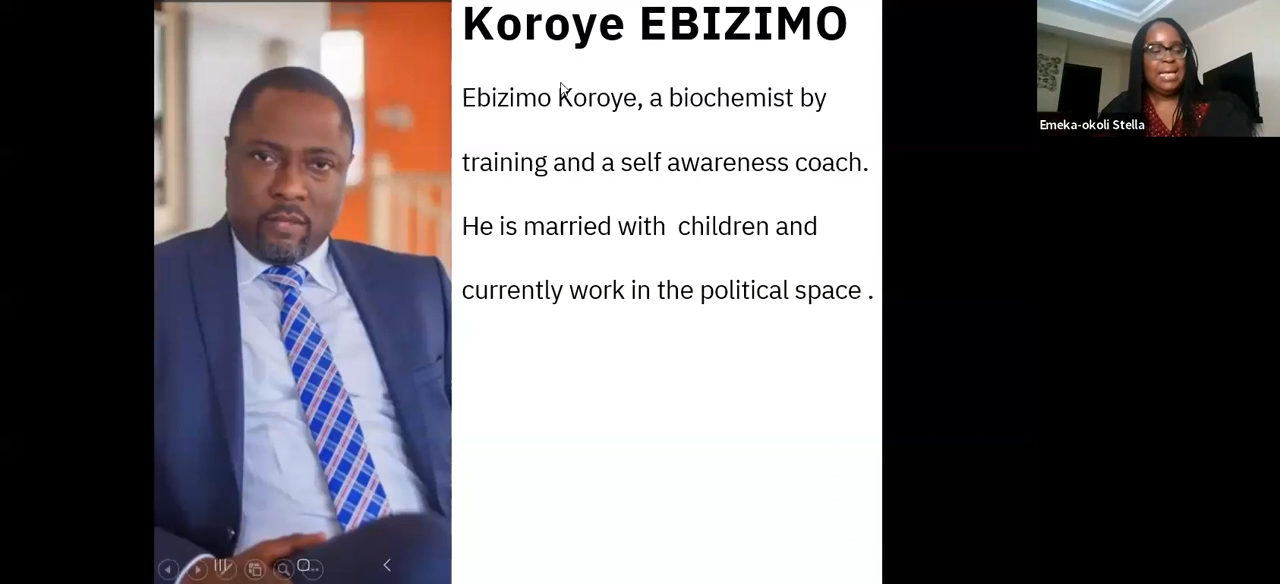 Koroye EBIZIMO
Ebizimo Koroye, a biochemist by
training and a self awareness coach.
He is married with  children and
currently work in the political space .
Emeka-okoli Stella